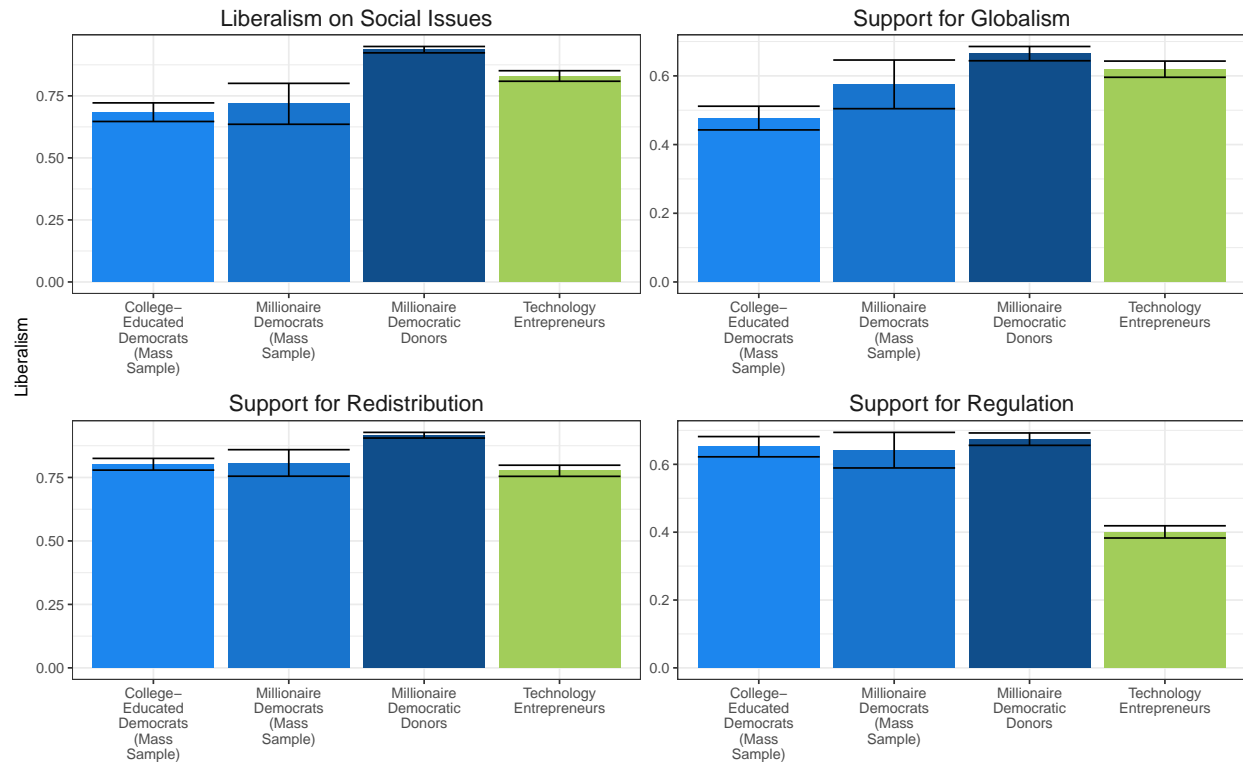 Liberalism on Social Issues
0.75
0.50
0.25
0.00
College–
Educated
Democrats
(Mass
Sample)
Millionaire
Democrats
(Mass
Sample)
Millionaire
Democratic
Donors
Technology
Entrepreneurs
Support for Globalism
0.6
0.4
0.2
0.0
College–
Educated
Democrats
(Mass
Sample)
Millionaire
Democrats
(Mass
Sample)
Millionaire
Democratic
Donors
Technology
Entrepreneurs
Liberalism
Support for Redistribution
0.75
0.50
0.25
0.00
College–
Educated
Democrats
(Mass
Sample)
Millionaire
Democrats
(Mass
Sample)
Millionaire
Democratic
Donors
Technology
Entrepreneurs
Support for Regulation
0.6
0.4
0.2
0.0
College–
Educated
Democrats
(Mass
Sample)
Millionaire
Democrats
(Mass
Sample)
Millionaire
Democratic
Donors
Technology
Entrepreneurs